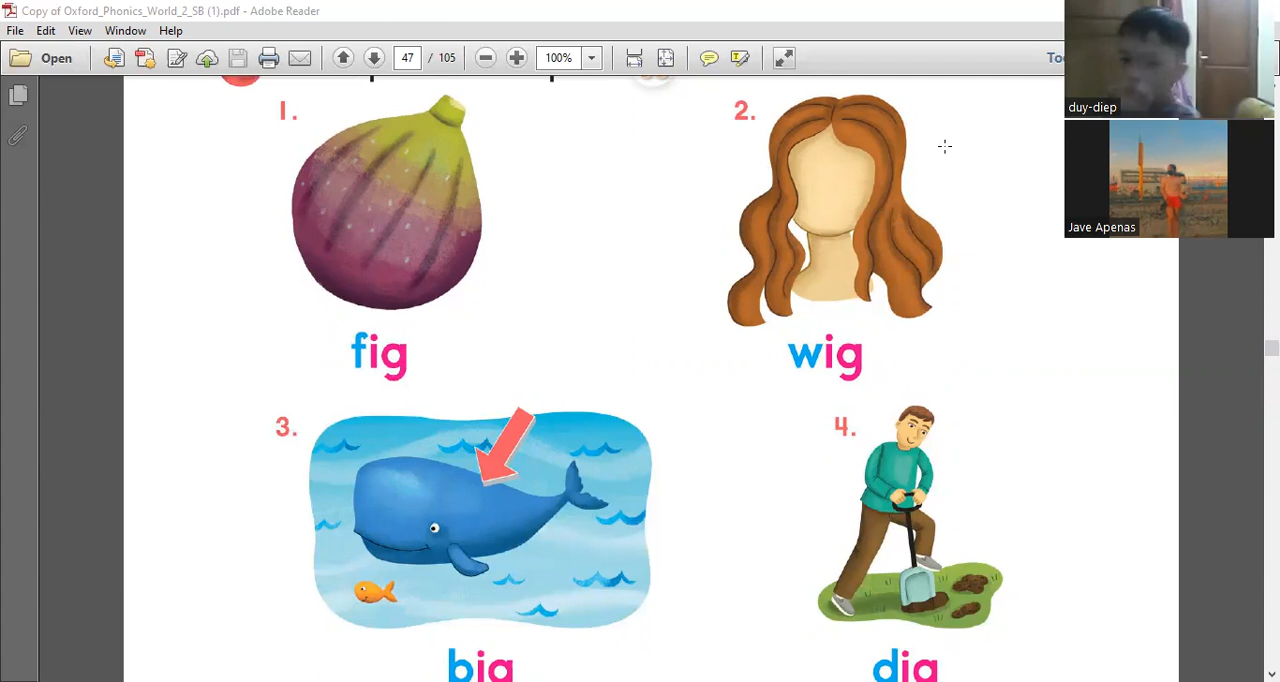 Copy of Oxford_Phonics_World_2_SB (1).pdf - Adobe Reader
File Edit View Window Help
Open 47 / 105 100%
duy-diep
Jave Apenas
1. 2.
fig wig
3. 4.
big dig